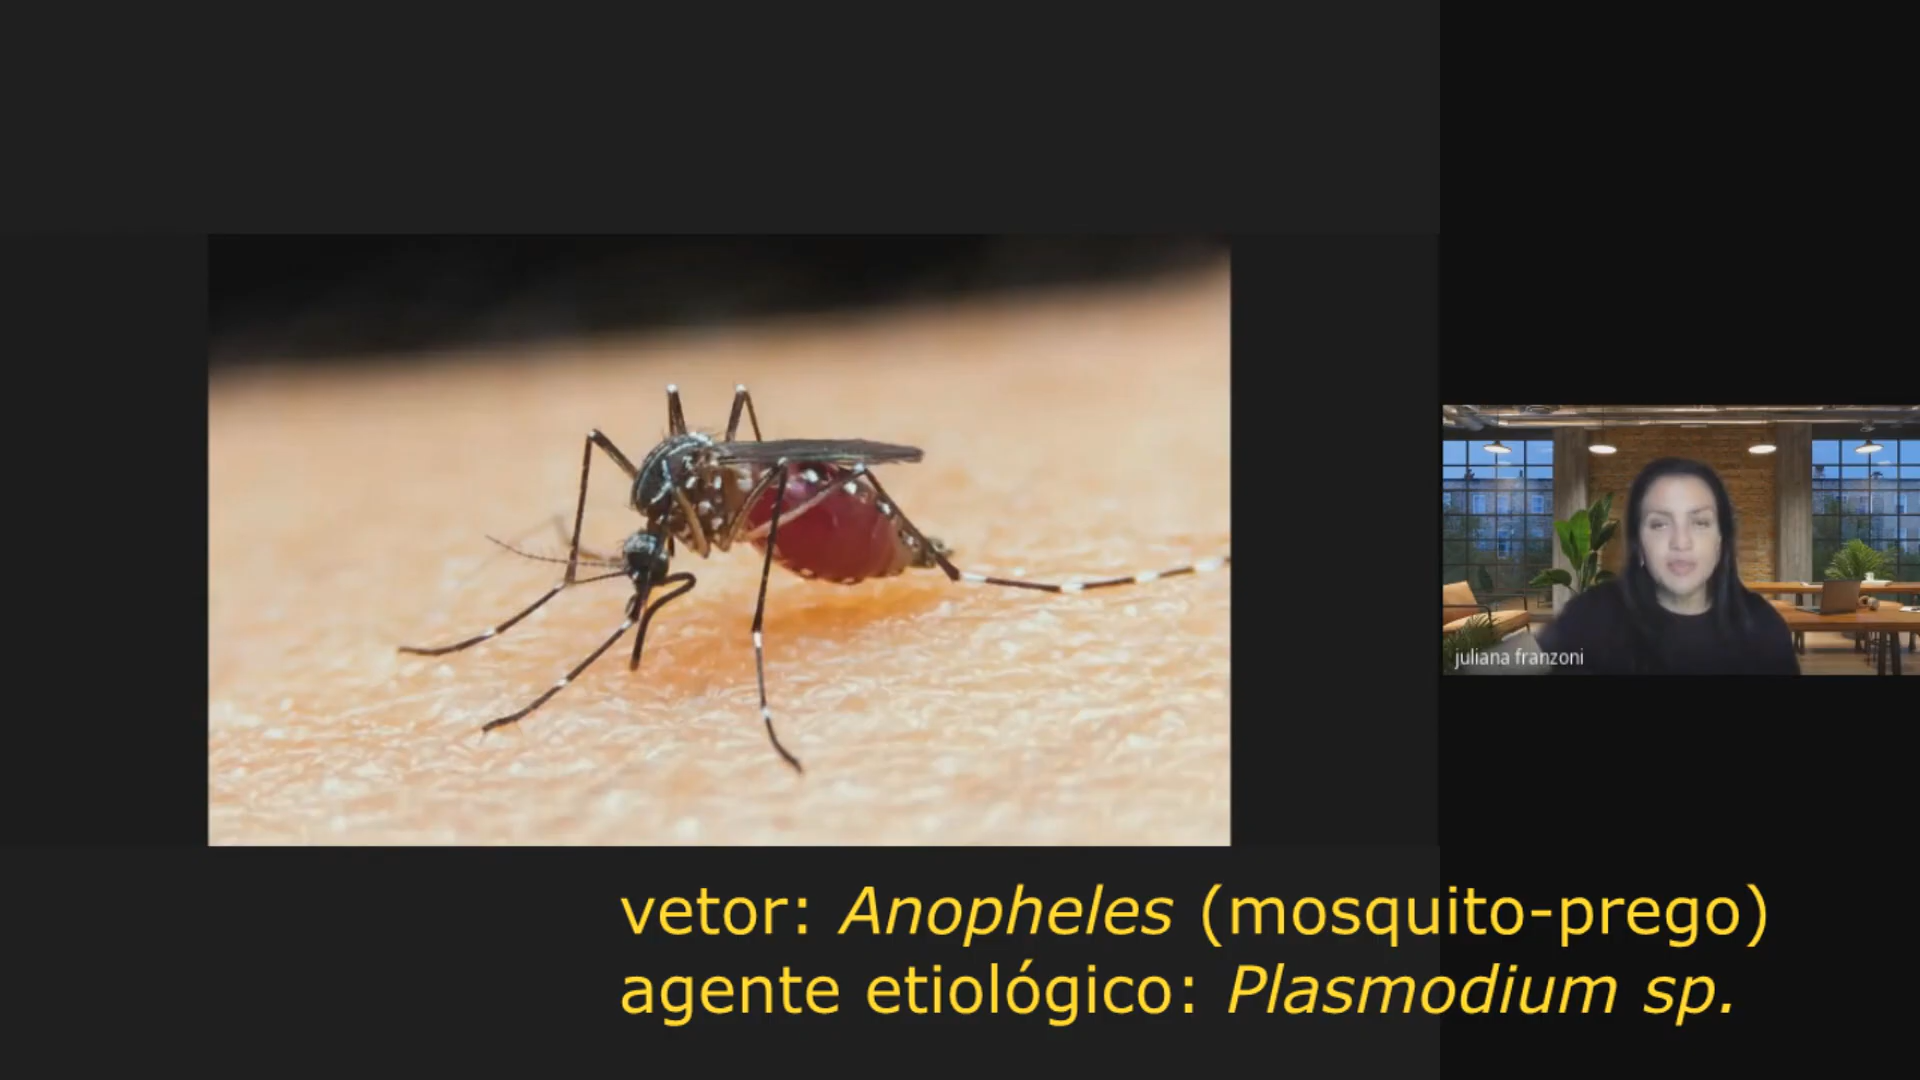 juliana franzoni
vetor: Anopheles (mosquito-prego)
agente etiológico: Plasmodium sp.